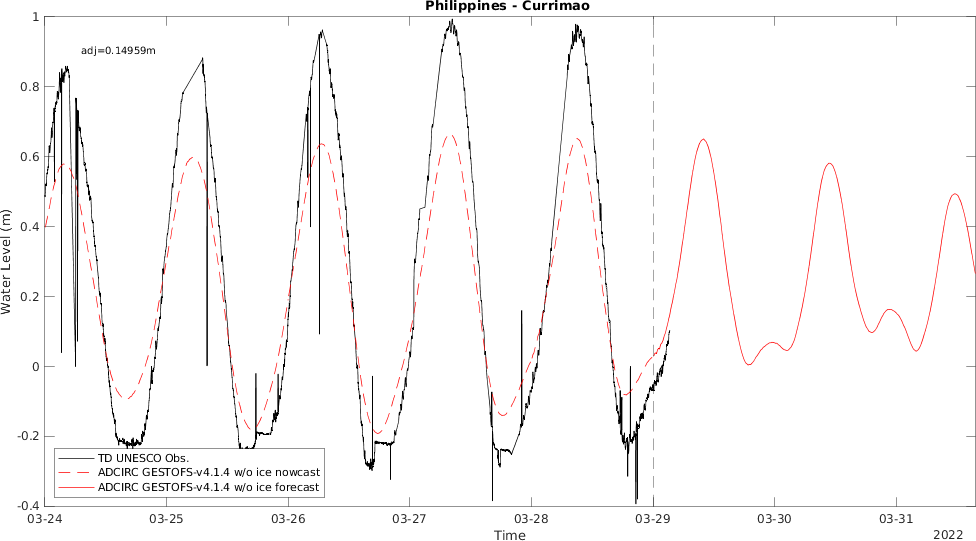 Philippines - Currimao
adj=0.14959m
1
0.8
0.6
0.4
0.2
0
-0.2
-0.4
Water Level (m)
TD UNESCO Obs.
ADCIRC GESTOFS-v4.1.4 w/o ice nowcast
ADCIRC GESTOFS-v4.1.4 w/o ice forecast
03-24 03-25 03-26 03-27 03-28 03-29 03-30 03-31
Time
2022